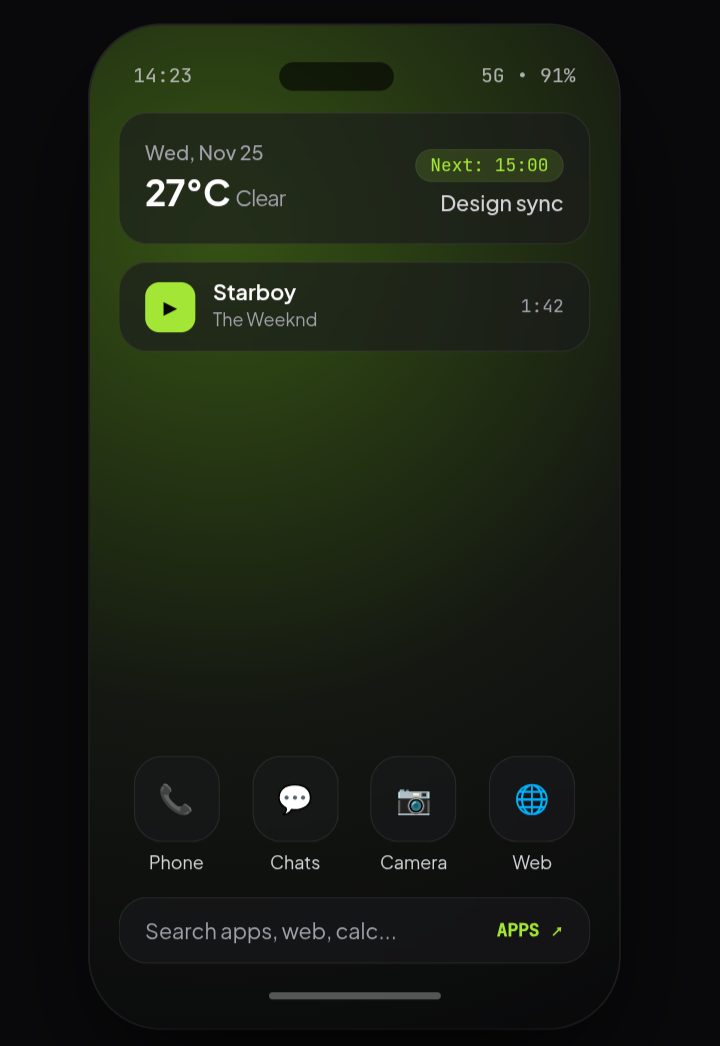 14:23
5G • 91%
Wed, Nov 25
27°C Clear
Next: 15:00
Design sync
Starboy
The Weeknd
1:42
Phone
Chats
Camera
Web
Search apps, web, calc...
APPS ↗